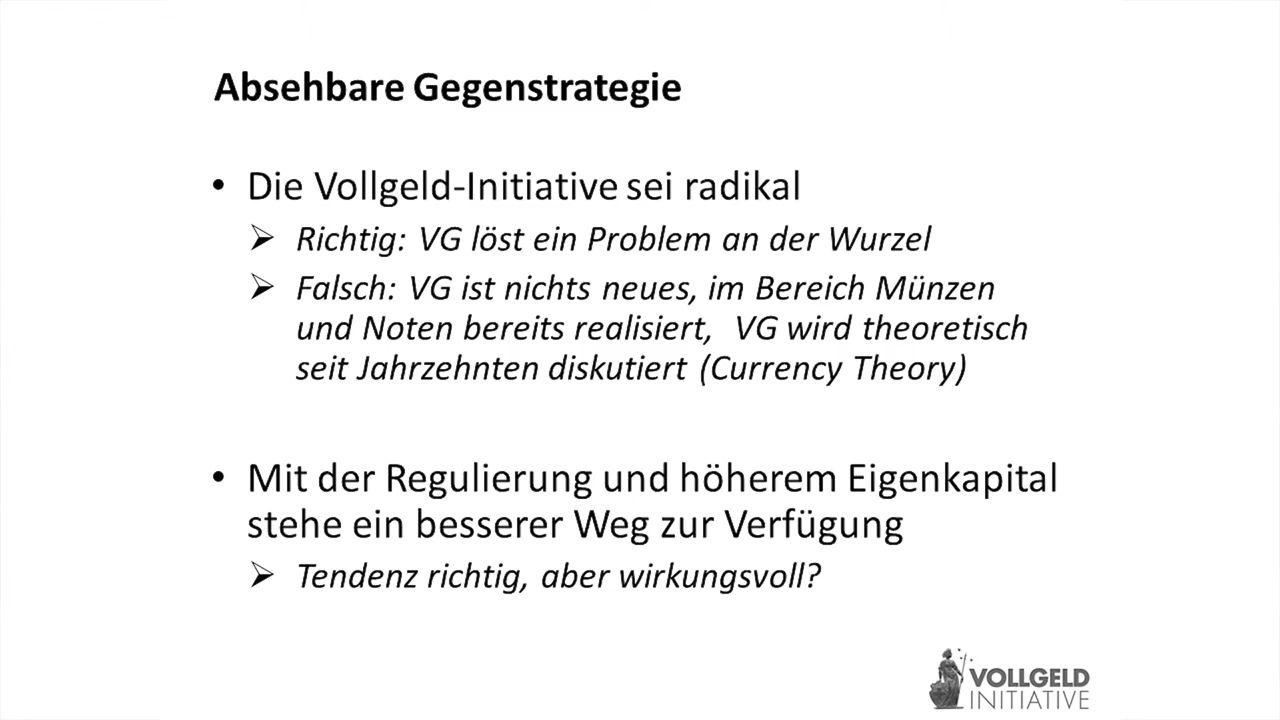 Absehbare Gegenstrategie
• Die Vollgeld-Initiative sei radikal
➢ Richtig: VG löst ein Problem an der Wurzel
➢ Falsch: VG ist nichts neues, im Bereich Münzen
und Noten bereits realisiert, VG wird theoretisch
seit Jahrzehnten diskutiert (Currency Theory)
• Mit der Regulierung und höherem Eigenkapital
stehe ein besserer Weg zur Verfügung
➢ Tendenz richtig, aber wirkungsvoll?
VOLLGELD
INITIATIVE